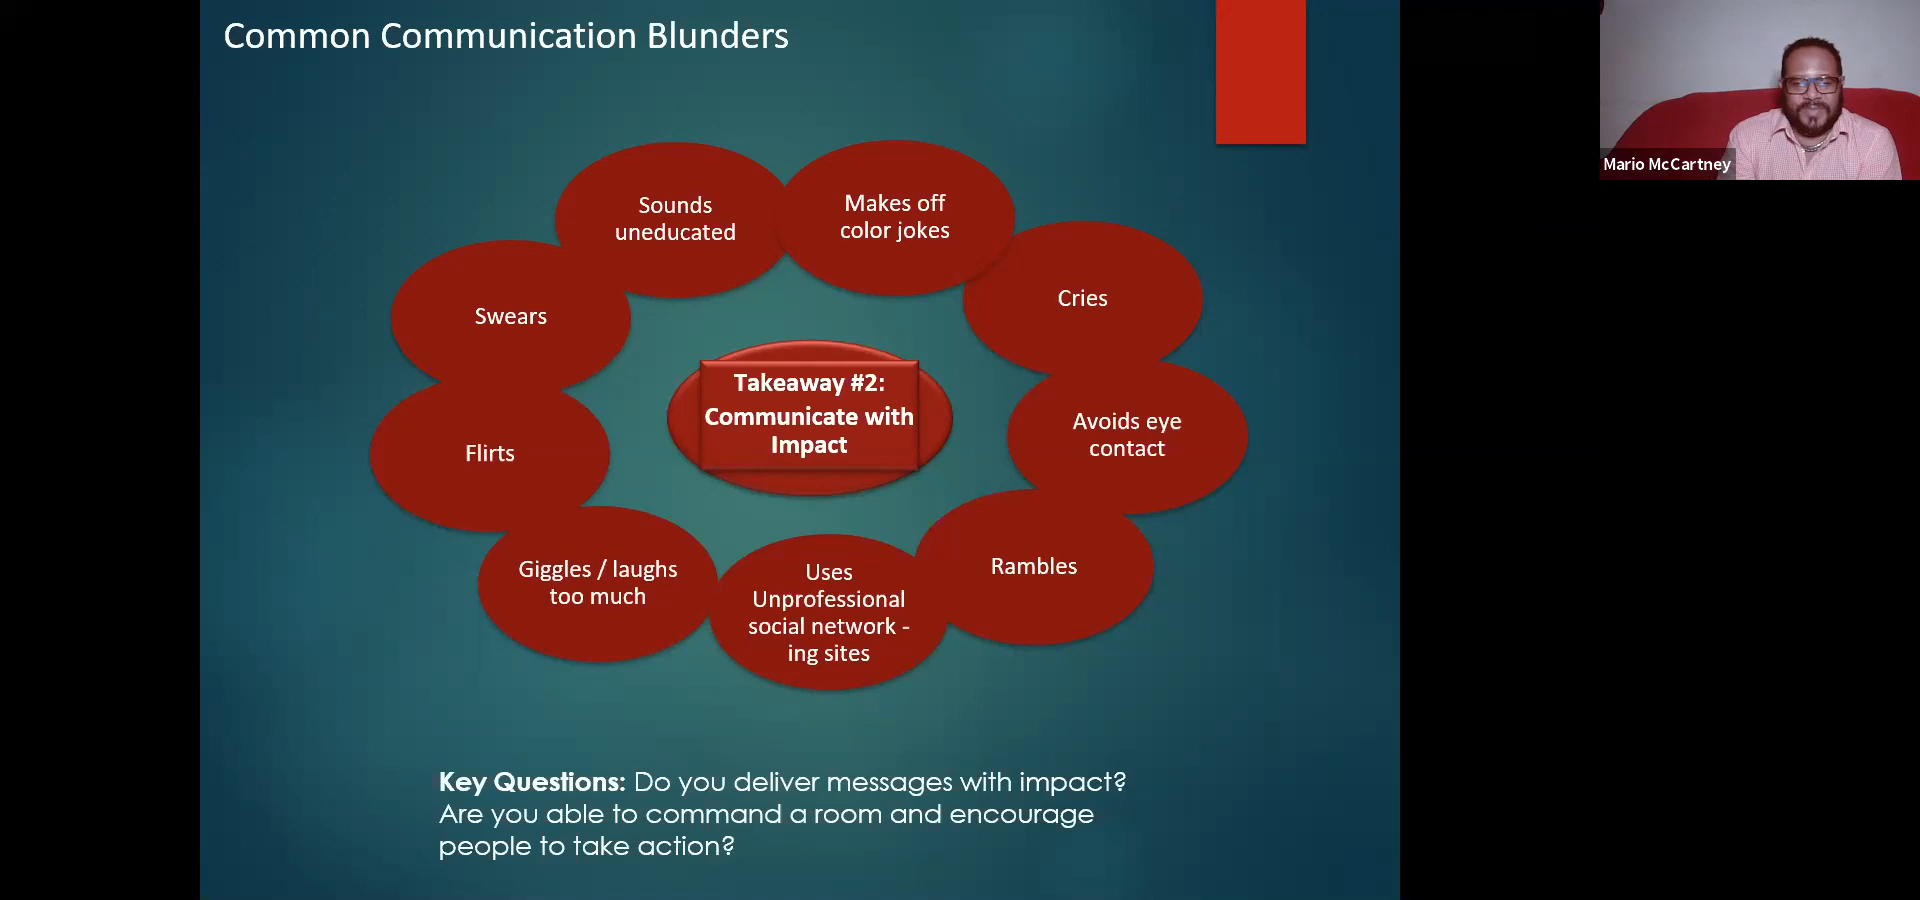 Common Communication Blunders
Mario McCartney
Sounds
uneducated
Makes off
color jokes
Cries
Swears
Takeaway #2:
Communicate with
Impact
Avoids eye
contact
Flirts
Giggles / laughs
too much
Uses
Unprofessional
social network -
ing sites
Rambles
Key Questions: Do you deliver messages with impact?
Are you able to command a room and encourage
people to take action?